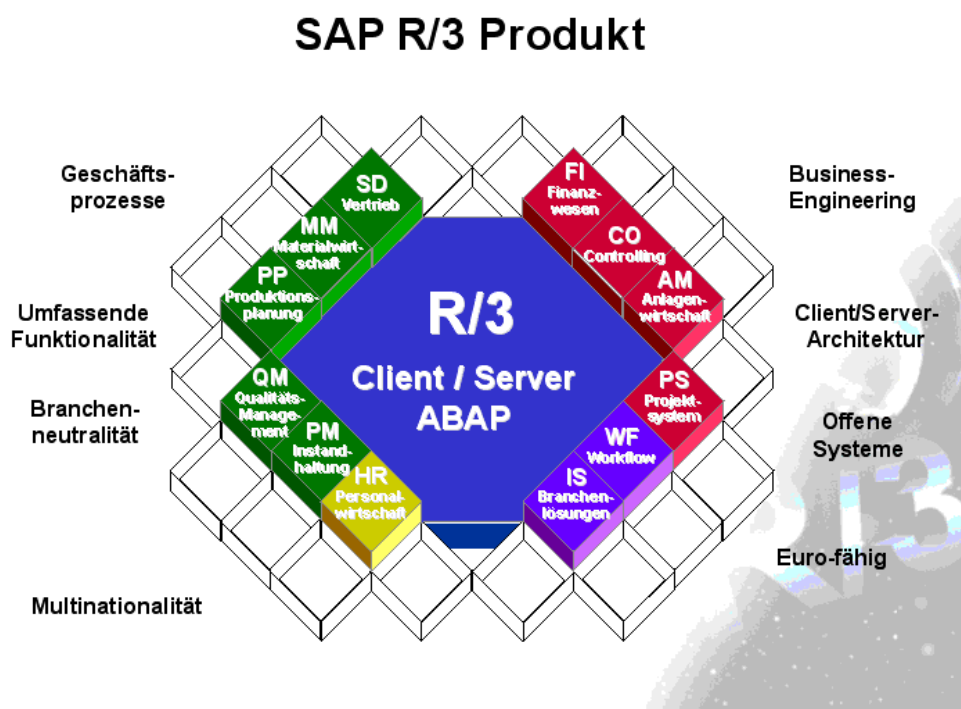 SAP R/3 Produkt
Geschäfts-
prozesse
Umfassende
Funktionalität
Branchen-
neutralität
Multinationalität
SD
Vertrieb
MM
Materialwirt-
schaft
PP
Produktions-
planung
QM
Qualitäts-
Manage-
ment
PM
Instand-
haltung
HR
Personal-
wirtschaft
R/3
Client / Server
ABAP
FI
Finanz-
wesen
CO
Controlling
AM
Anlagen-
wirtschaft
PS
Projekt-
system
WF
Workflow
IS
Branchen-
lösungen
Business-
Engineering
Client/Server-
Architektur
Offene
Systeme
Euro-fähig